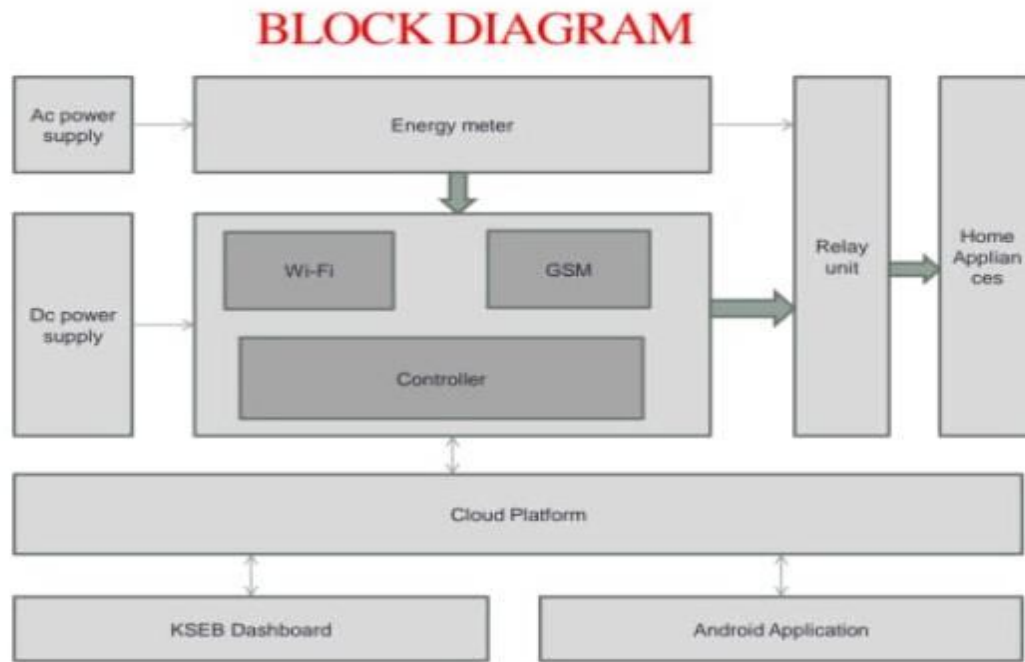 BLOCK DIAGRAM
Ac power
supply
Energy meter
Dc power
supply
Wi-Fi
GSM
Controller
Relay
unit
Home
Applian
ces
Cloud Platform
KSEB Dashboard
Android Application